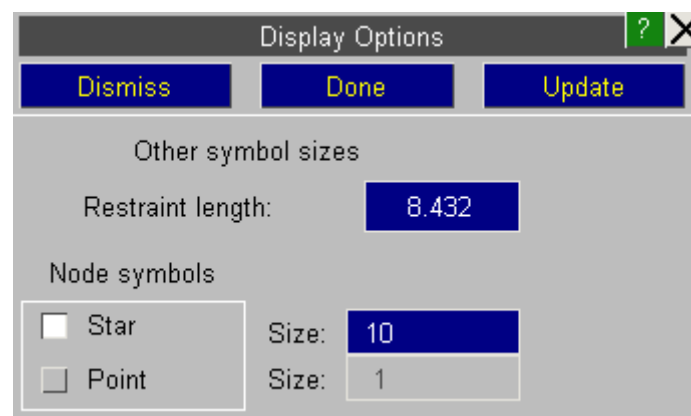 Display Options ? X
Dismiss Done Update
Other symbol sizes
Restraint length: 8.432
Node symbols
Star Size: 10
Point Size: 1